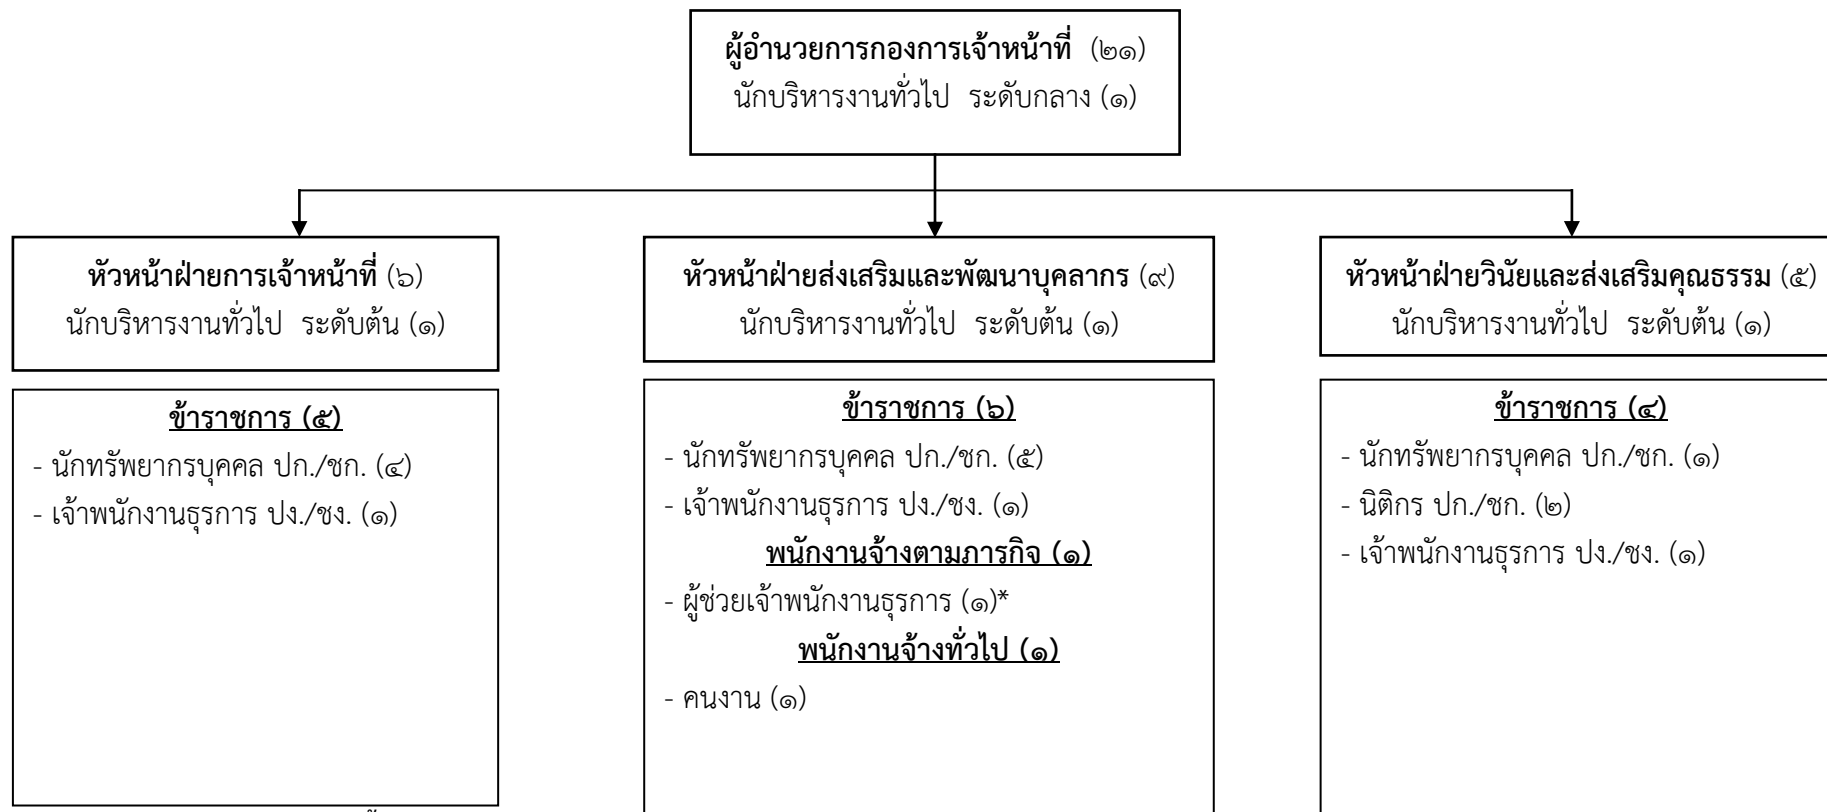 ผู้อำนวยการกองการเจ้าหน้าที่ (๒๑)
นักบริหารงานทั่วไป ระดับกลาง (๑)
หัวหน้าฝ่ายการเจ้าหน้าที่ (๖)
นักบริหารงานทั่วไป ระดับต้น (๑)
ข้าราชการ (๕)
- นักทรัพยากรบุคคล ปก./ชก. (๔)
- เจ้าพนักงานธุรการ ปง./ชง. (๑)
หัวหน้าฝ่ายส่งเสริมและพัฒนาบุคลากร (๙)
นักบริหารงานทั่วไป ระดับต้น (๑)
ข้าราชการ (๖)
- นักทรัพยากรบุคคล ปก./ชก. (๕)
- เจ้าพนักงานธุรการ ปง./ชง. (๑)
พนักงานจ้างตามภารกิจ (๑)
- ผู้ช่วยเจ้าพนักงานธุรการ (๑)*
พนักงานจ้างทั่วไป (๑)
- คนงาน (๑)
หัวหน้าฝ่ายวินัยและส่งเสริมคุณธรรม (๕)
นักบริหารงานทั่วไป ระดับต้น (๑)
ข้าราชการ (๔)
- นักทรัพยากรบุคคล ปก./ชก. (๑)
- นิติกร ปก./ชก. (๒)
- เจ้าพนักงานธุรการ ปง./ชง. (๑)